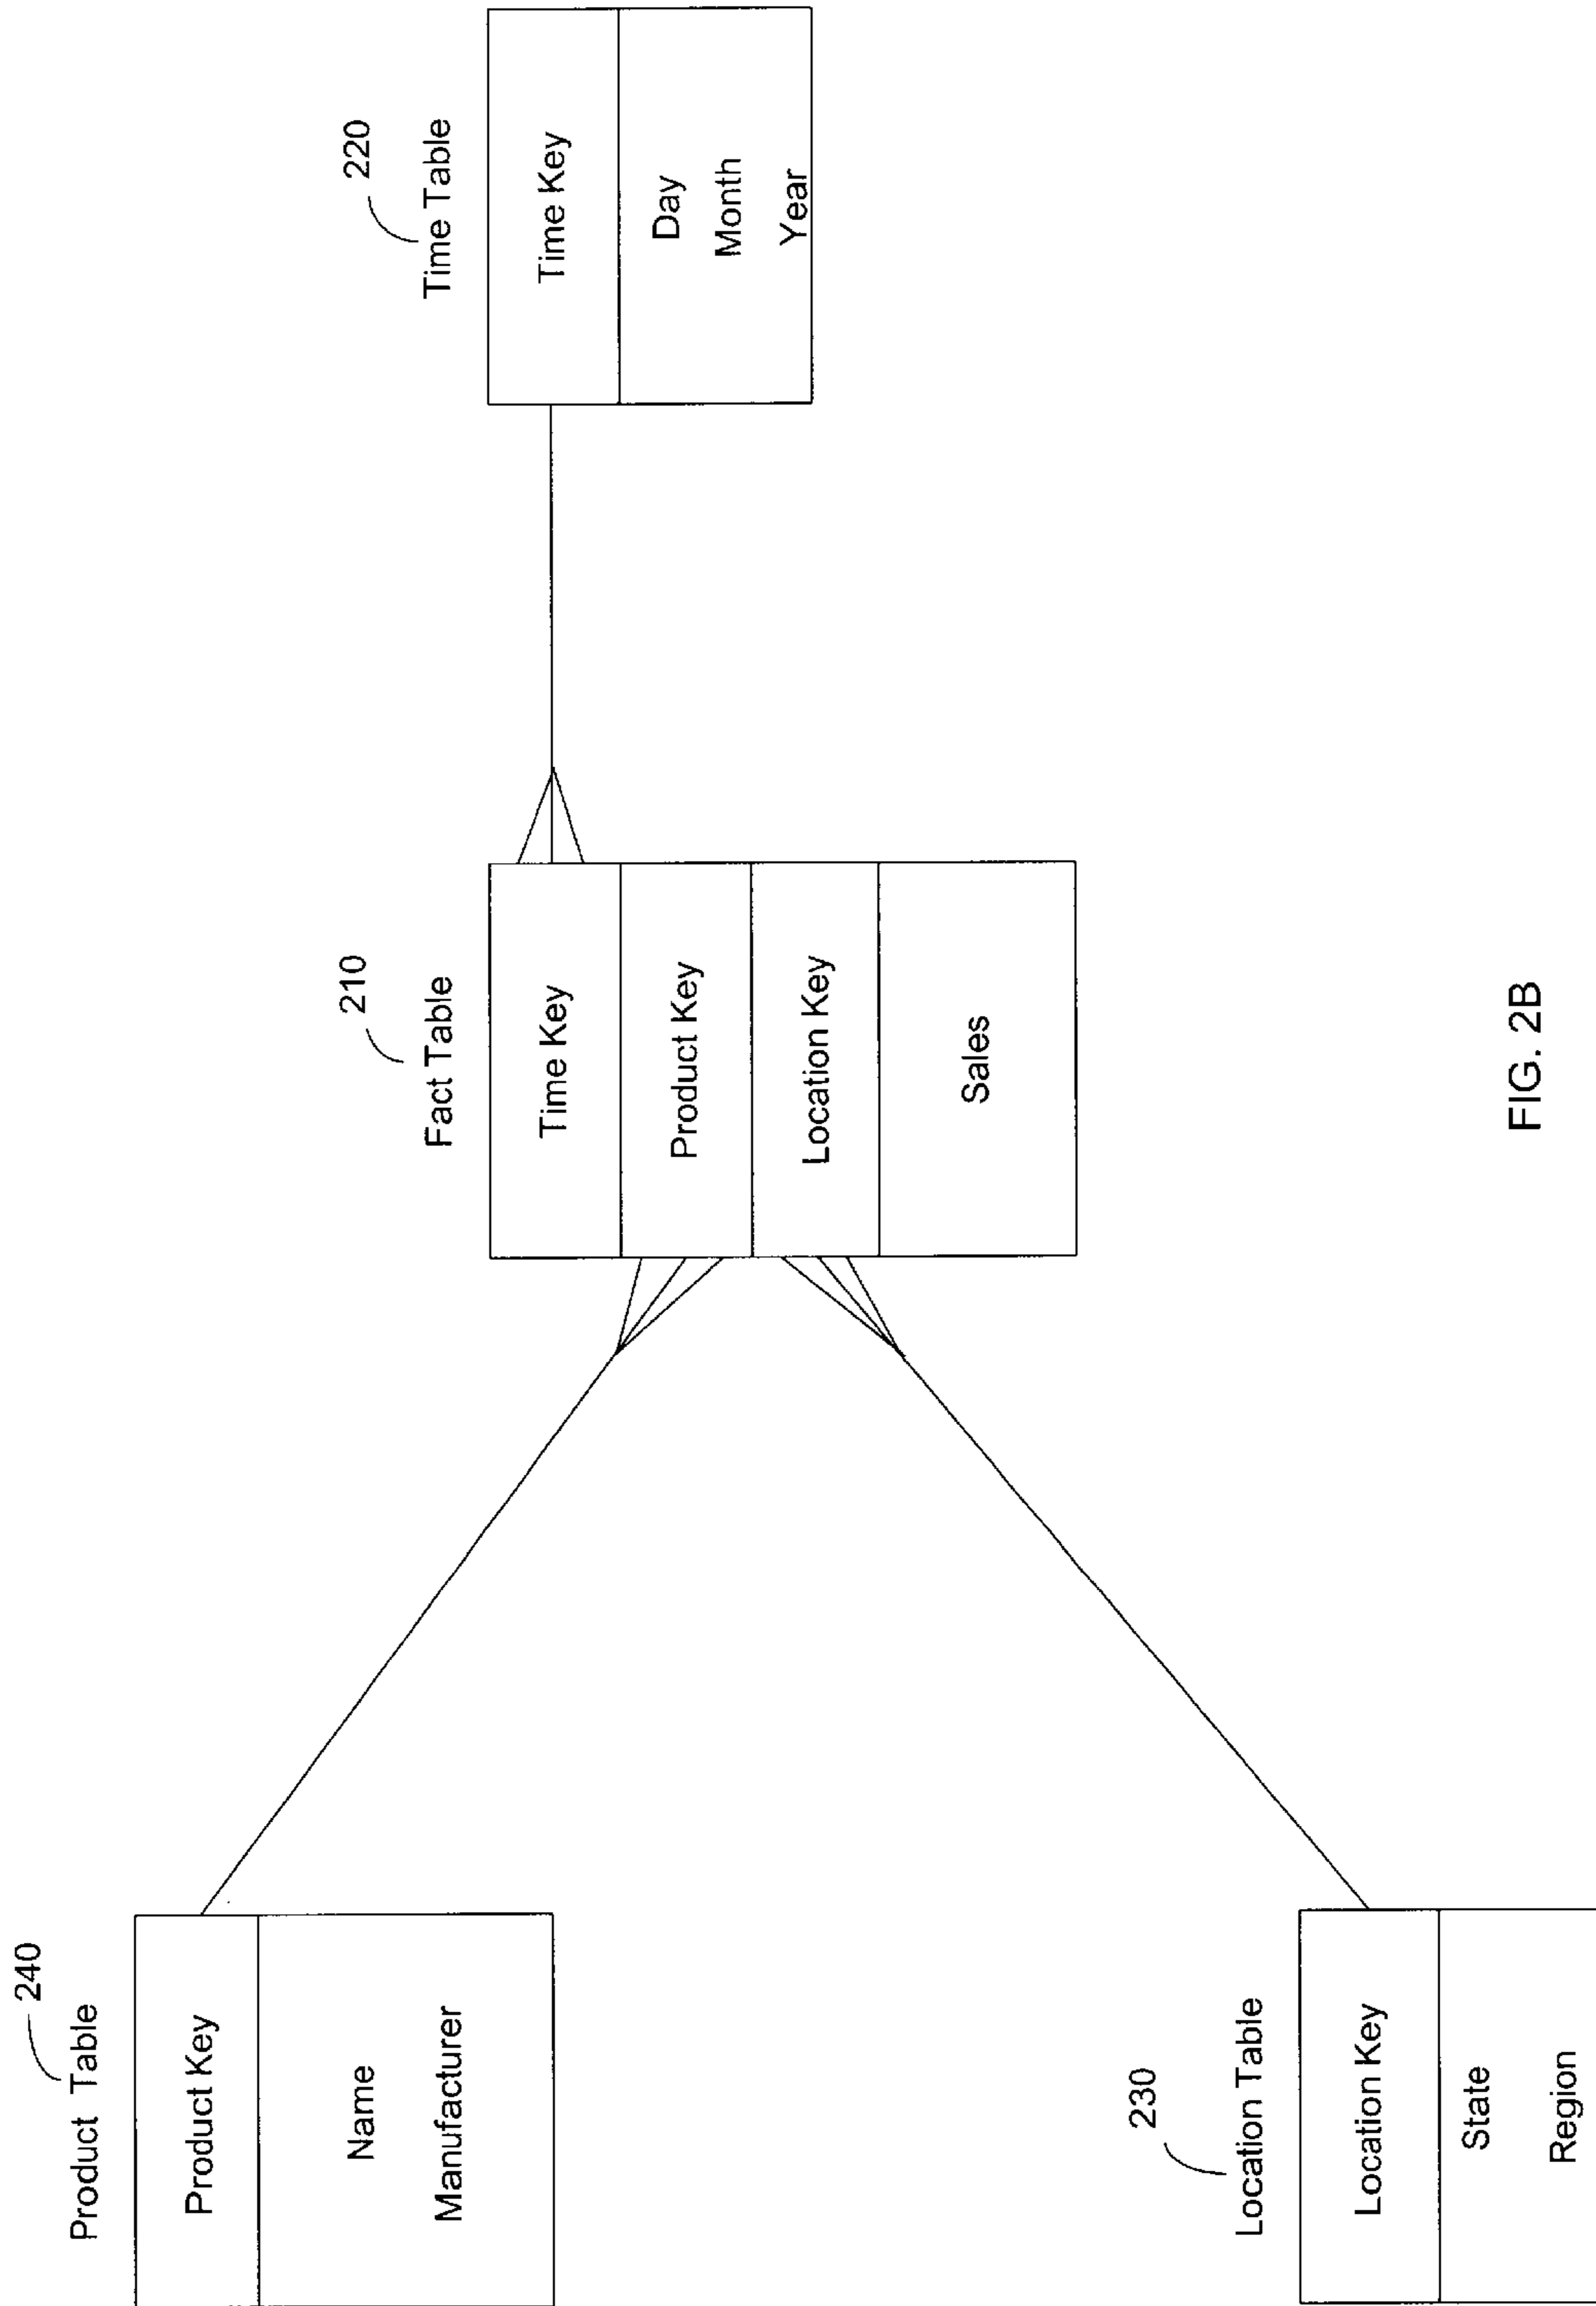 240
Product Table
Product Key
Name
Manufacturer
230
Location Table
Location Key
State
Region
210
Fact Table
Time Key
Product Key
Location Key
Sales
220
Time Table
Time Key
Day
Month
Year
FIG. 2B